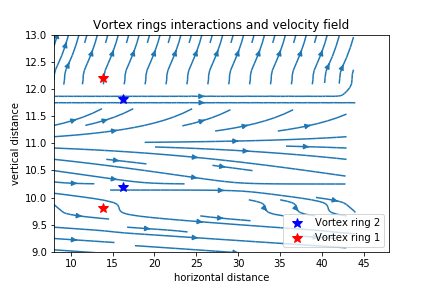 Vortex rings interactions and velocity field
13.0
12.5
12.0
11.5
11.0
10.5
10.0
9.5
9.0
vertical distance
10 15 20 25 30 35 40 45
horizontal distance
Vortex ring 2
Vortex ring 1